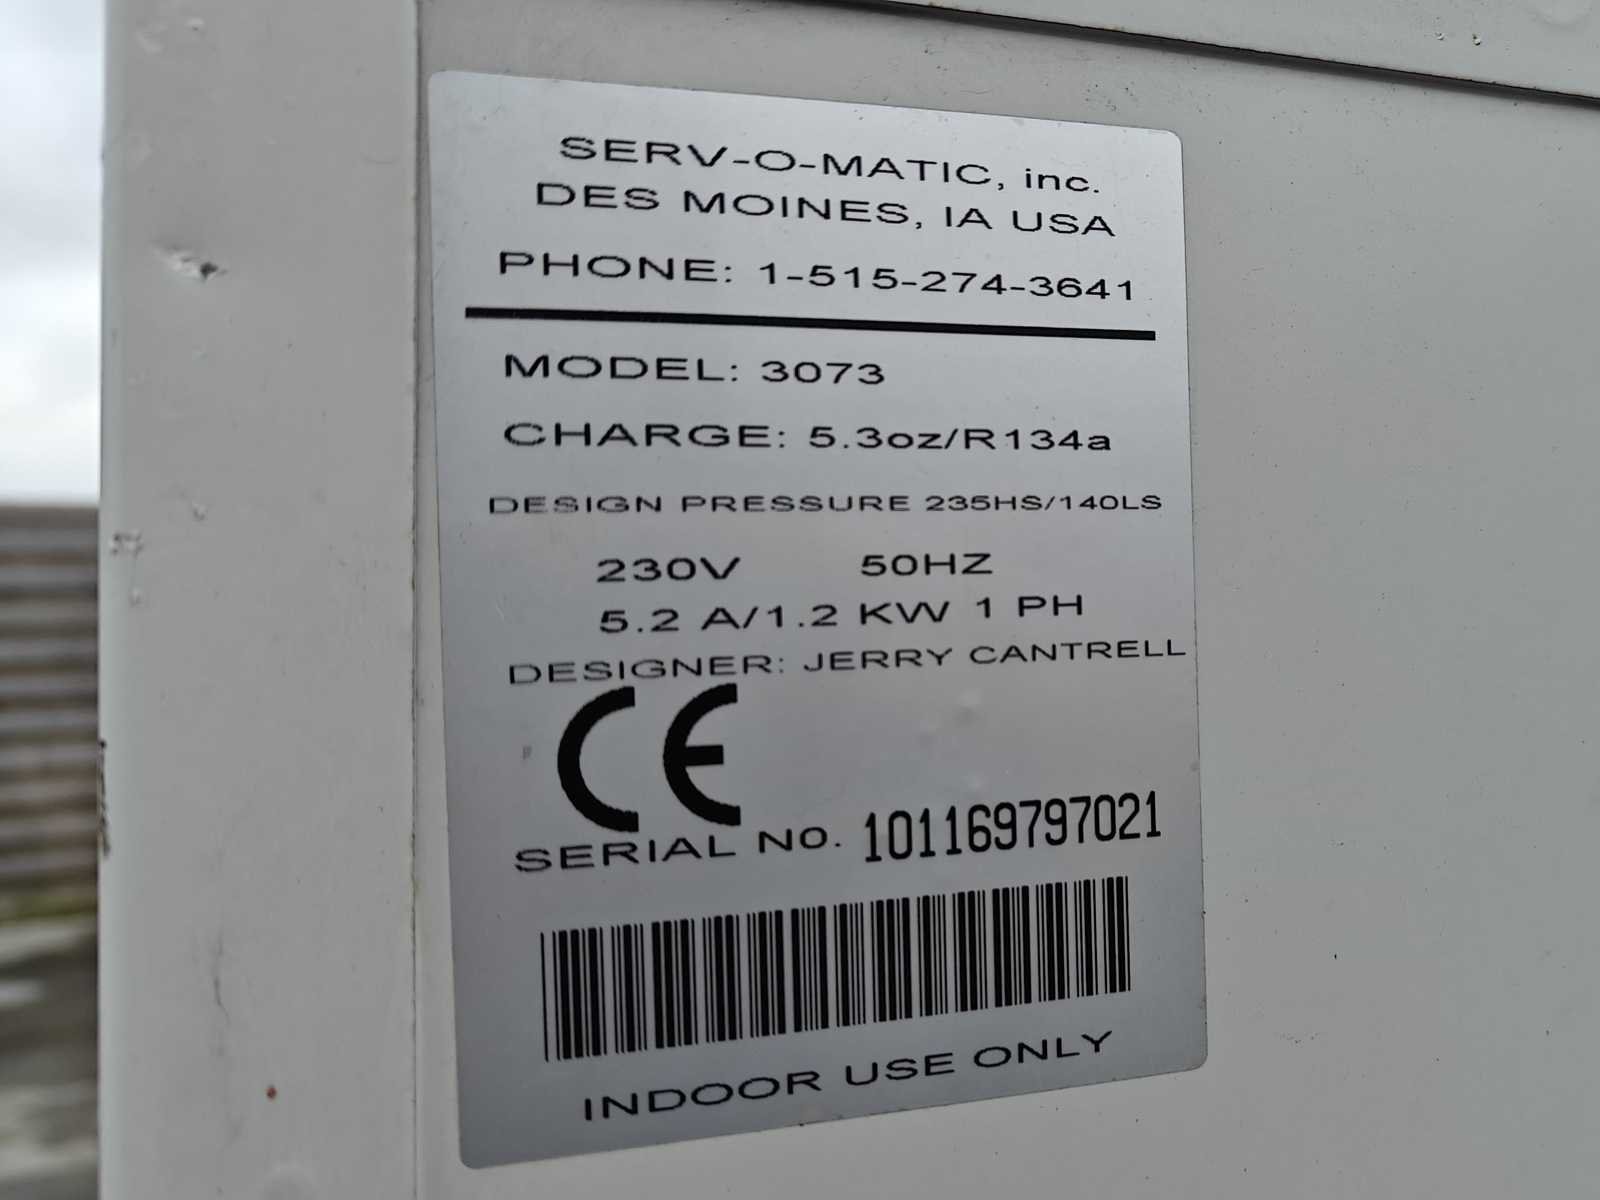 SERV-O-MATIC, inc.
DES MOINES, IA USA
PHONE: 1-515-274-3641
MODEL: 3073
CHARGE: 5.3oz/R134a
DESIGN PRESSURE 235HS/140LS
230V 50HZ
5.2 A/1.2 KW 1 PH
DESIGNER: JERRY CANTRELL
CE
SERIAL No. 101169797021
INDOOR USE ONLY